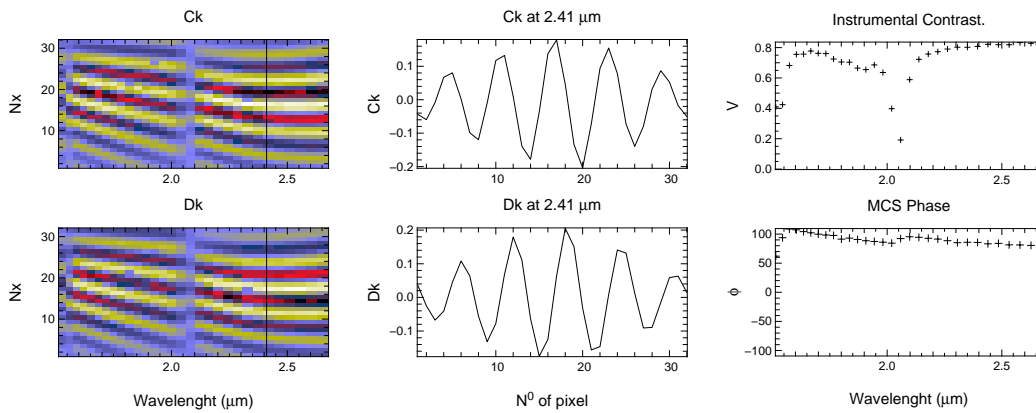 Ck
Ck at 2.41 μm
Instrumental Contrast.
Nx
30
20
10
2.0
2.5
Ck
0.1
0.0
−0.1
−0.2
10
20
30
V
0.8
0.6
0.4
0.2
0.0
2.0
2.5
Dk
Dk at 2.41 μm
MCS Phase
Nx
30
20
10
2.0
2.5
Wavelenght (μm)
Dk
0.2
0.1
0.0
−0.1
10
20
30
N⁰ of pixel
ϕ
100
50
0
−50
−100
2.0
2.5
Wavelenght (μm)